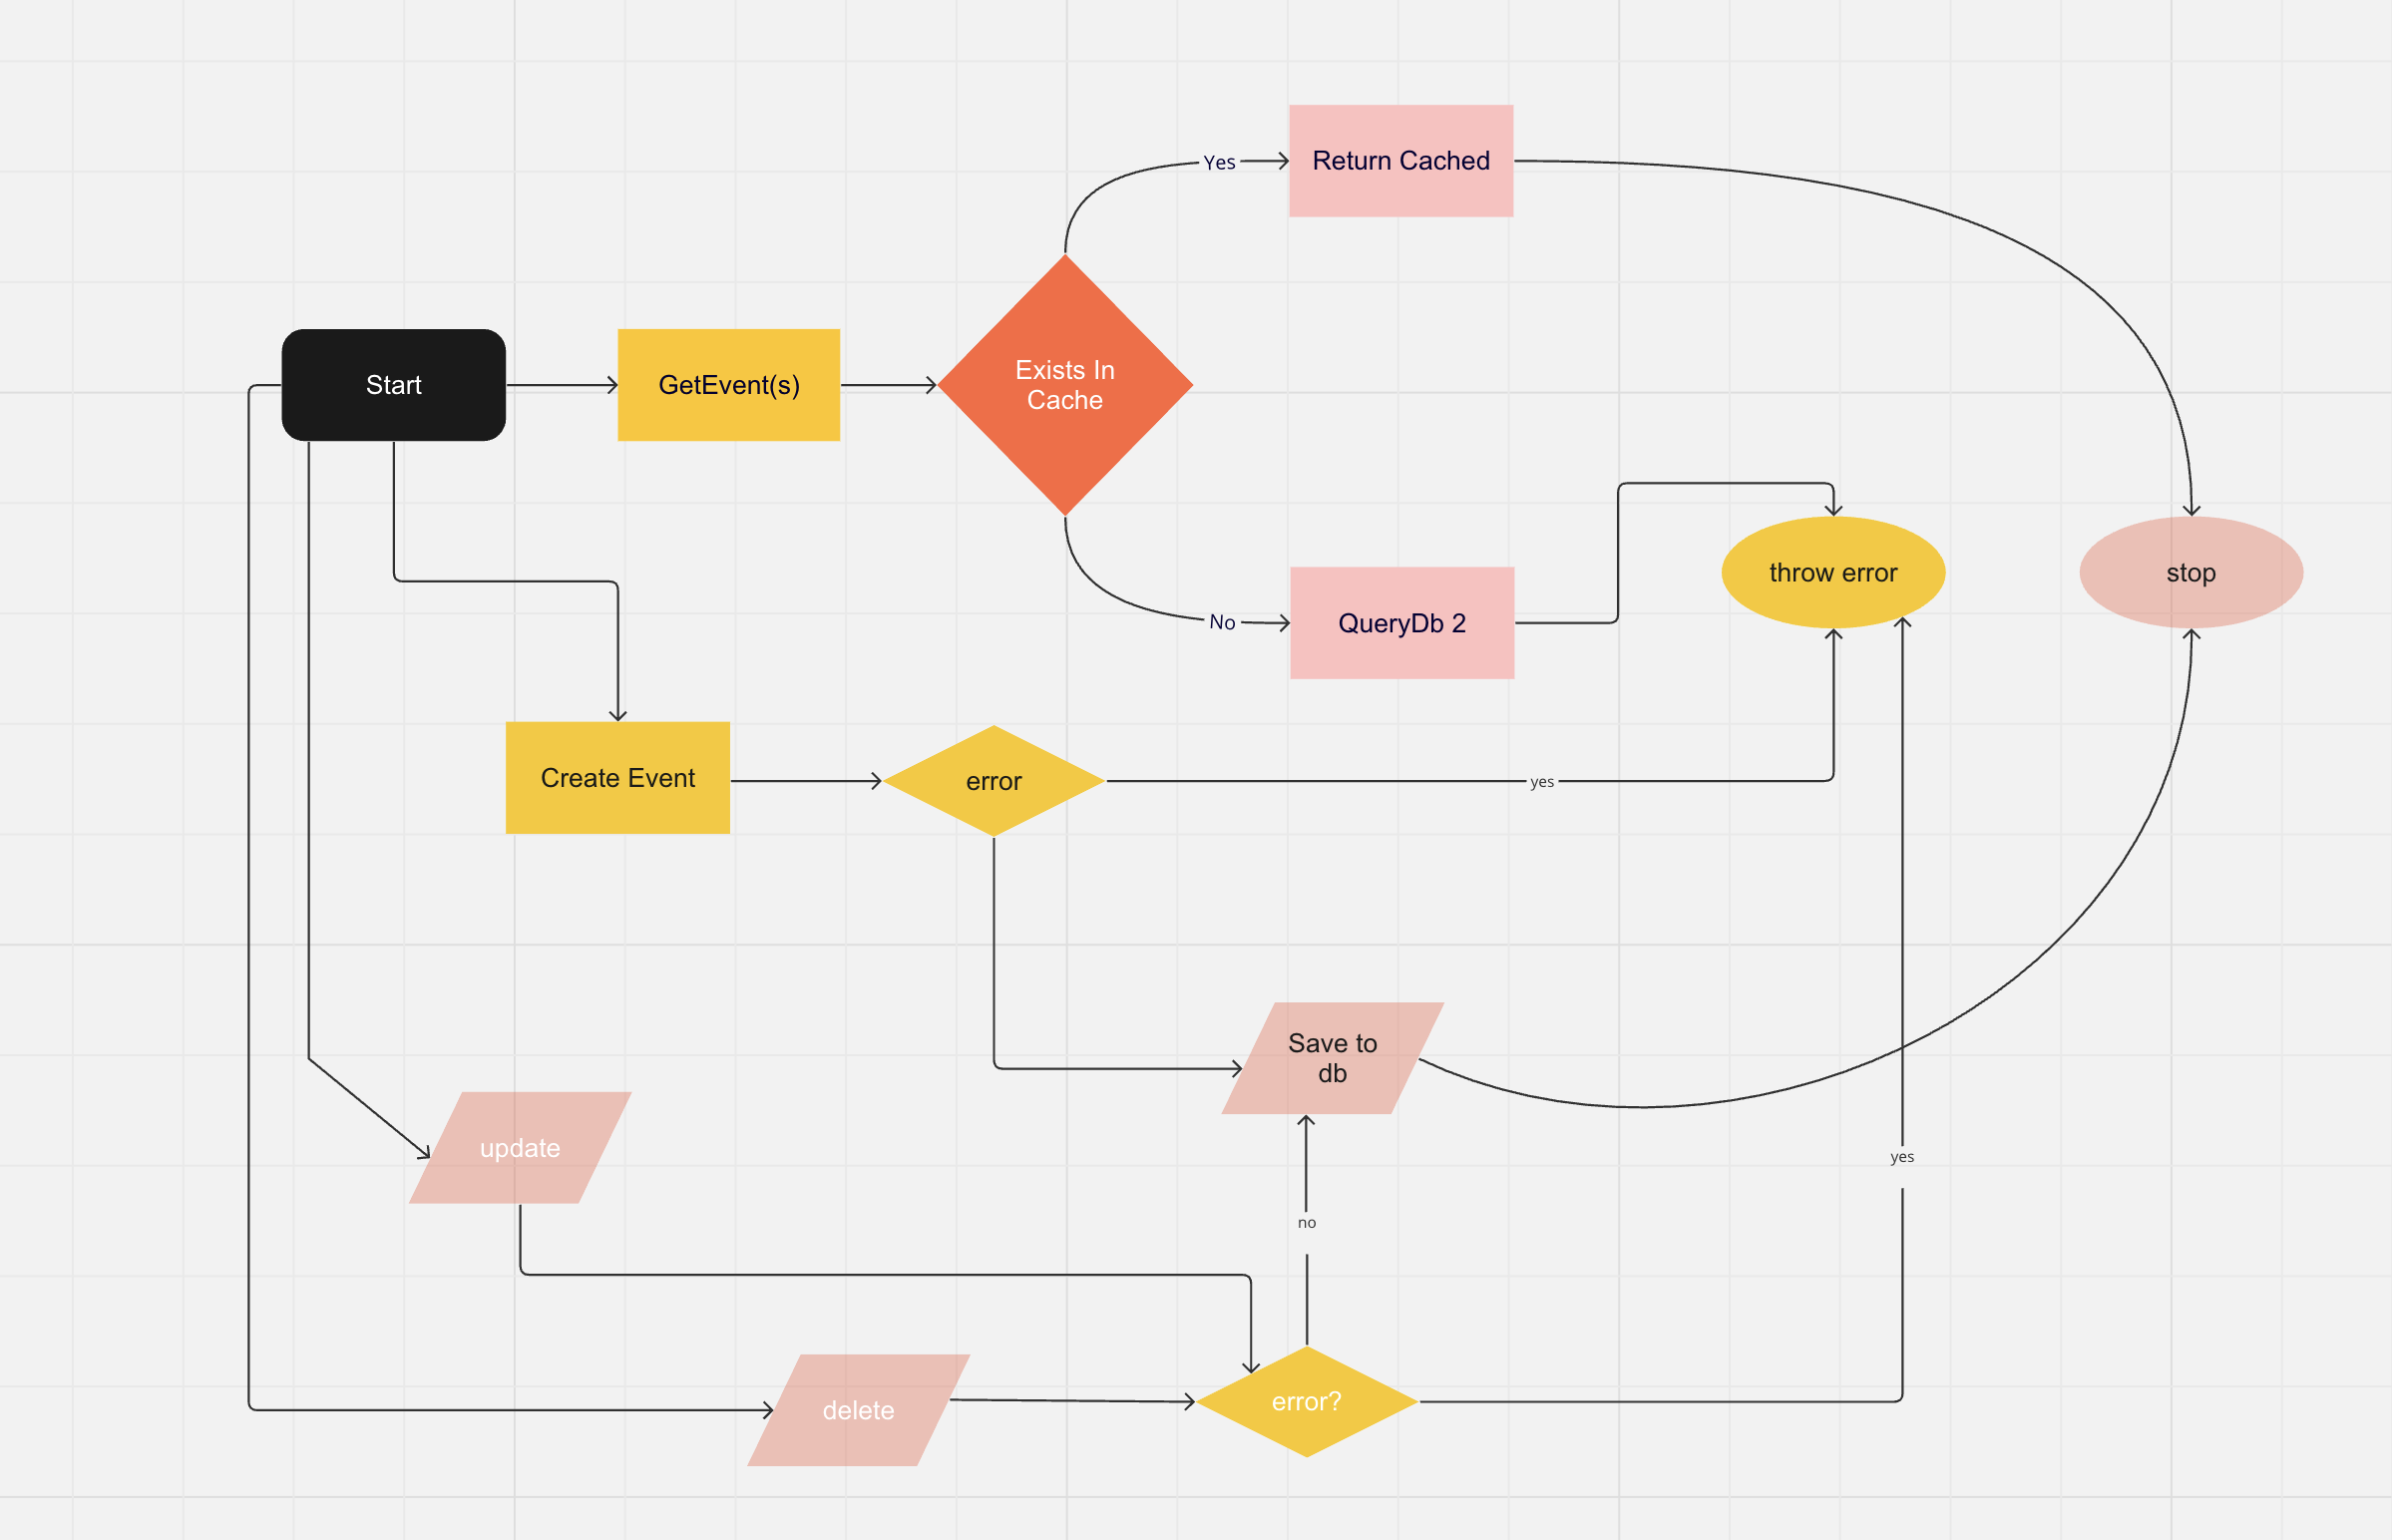 Yes
Return Cached
Start
GetEvent(s)
Exists In
Cache
throw error
stop
No
QueryDb 2
Create Event
error
yes
Save to
db
update
yes
no
delete
error?